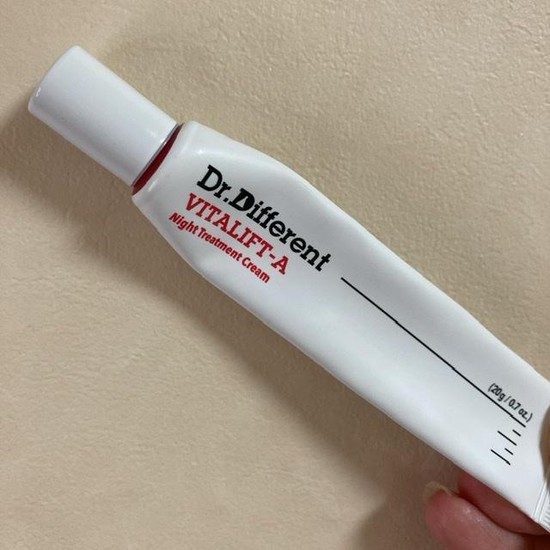 Dr.Different
VITALIFT-A
Night Treatment Cream
(20g / 0.7 oz.)